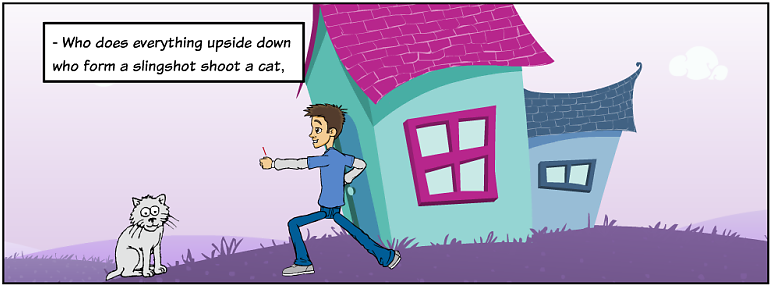 - Who does everything upside down
who form a slingshot shoot a cat,